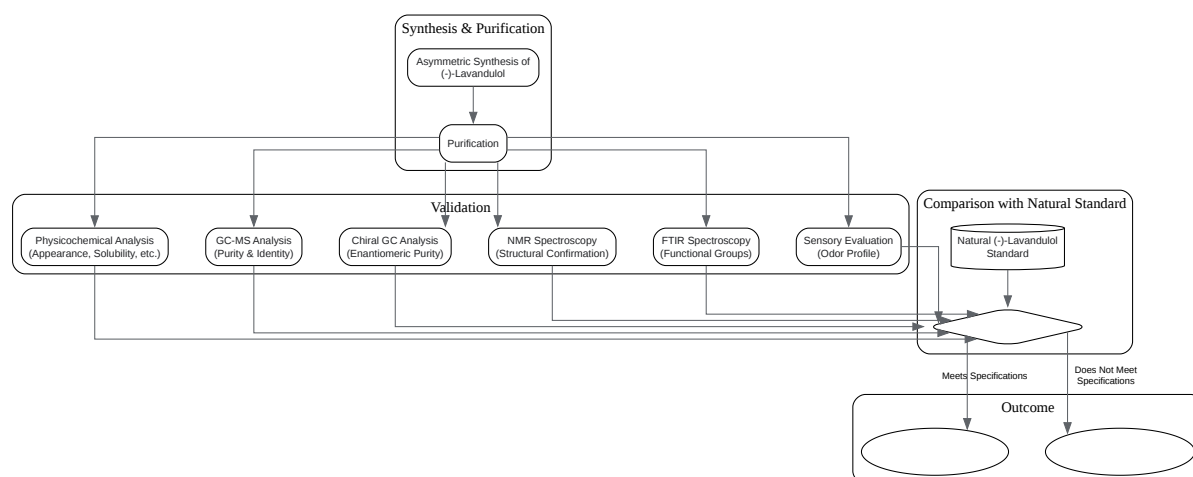 Synthesis & Purification
Asymmetric Synthesis of
(-)-Lavandulol
Purification
Validation
Physicochemical Analysis
(Appearance, Solubility, etc.)
GC-MS Analysis
(Purity & Identity)
Chiral GC Analysis
(Enantiomeric Purity)
NMR Spectroscopy
(Structural Confirmation)
FTIR Spectroscopy
(Functional Groups)
Sensory Evaluation
(Odor Profile)
Comparison with Natural Standard
Natural (-)-Lavandulol
Standard
Meets Specifications
Does Not Meet
Specifications
Outcome